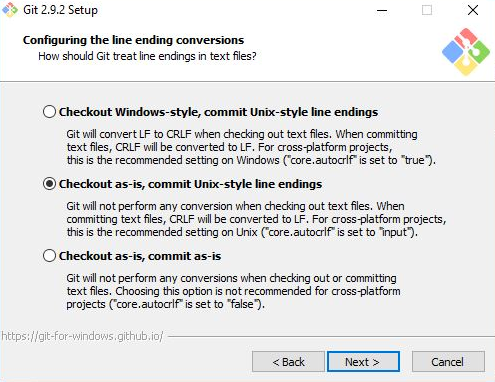 Git 2.9.2 Setup
Configuring the line ending conversions
How should Git treat line endings in text files?
Checkout Windows-style, commit Unix-style line endings
Git will convert LF to CRLF when checking out text files. When committing
text files, CRLF will be converted to LF. For cross-platform projects,
this is the recommended setting on Windows ("core.autocrlf" is set to "true").
Checkout as-is, commit Unix-style line endings
Git will not perform any conversion when checking out text files. When
committing text files, CRLF will be converted to LF. For cross-platform projects,
this is the recommended setting on Unix ("core.autocrlf" is set to "input").
Checkout as-is, commit as-is
Git will not perform any conversions when checking out or committing
text files. Choosing this option is not recommended for cross-platform
projects ("core.autocrlf" is set to "false").
https://git-for-windows.github.io/
< Back Next > Cancel